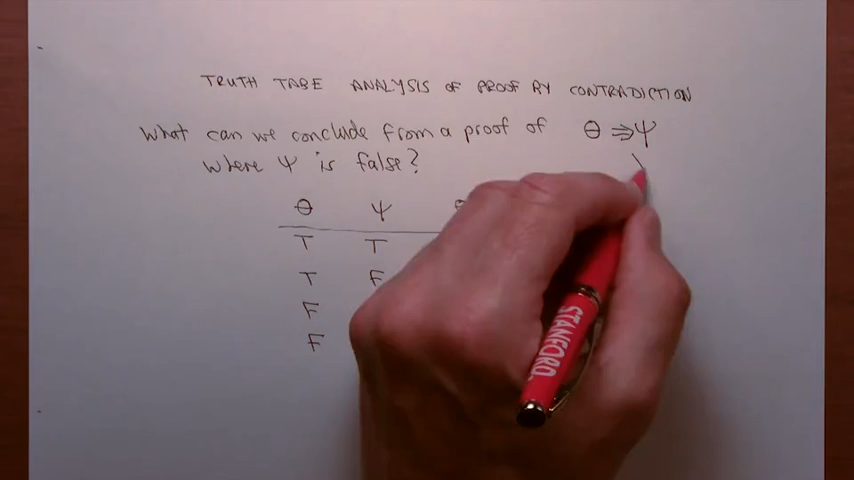 TRUTH TABE ANALYSIS OF PROOF BY CONTRADICTION
What can we conclude from a proof of θ ⇒ ψ
where ψ is false?
θ ψ
T T
T F
F
F
STANFORD